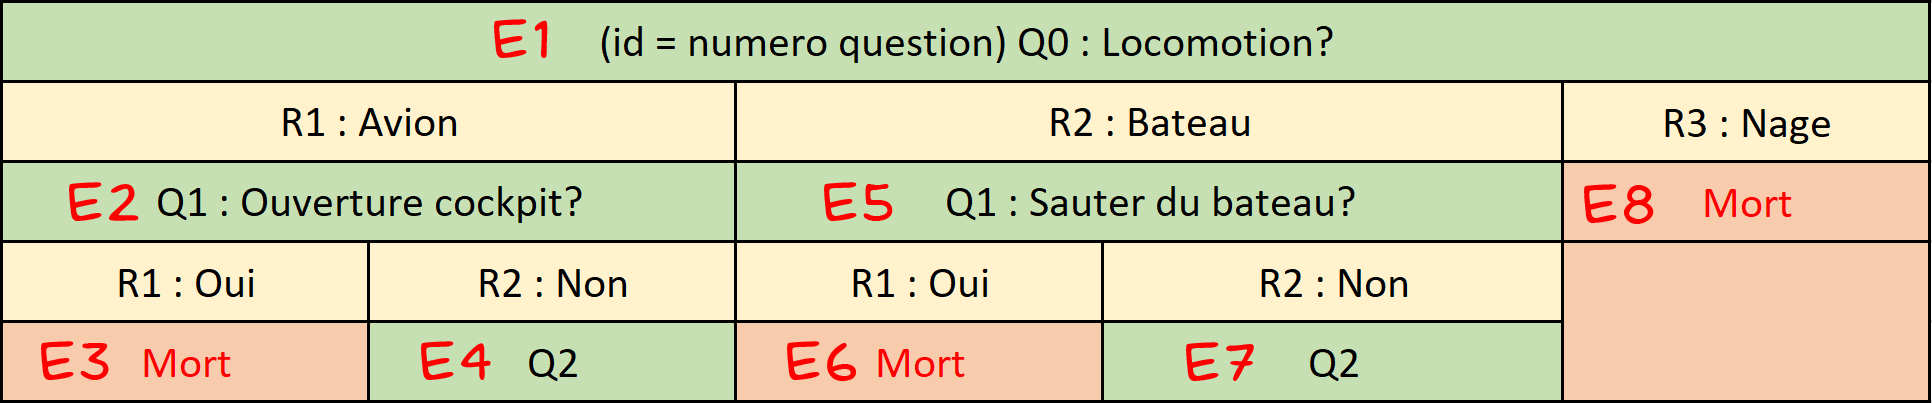 E1 (id = numero question) Q0 : Locomotion?
R1 : Avion R2 : Bateau R3 : Nage
E2 Q1 : Ouverture cockpit? E5 Q1 : Sauter du bateau? E8 Mort
R1 : Oui R2 : Non R1 : Oui R2 : Non
E3 Mort E4 Q2 E6 Mort E7 Q2